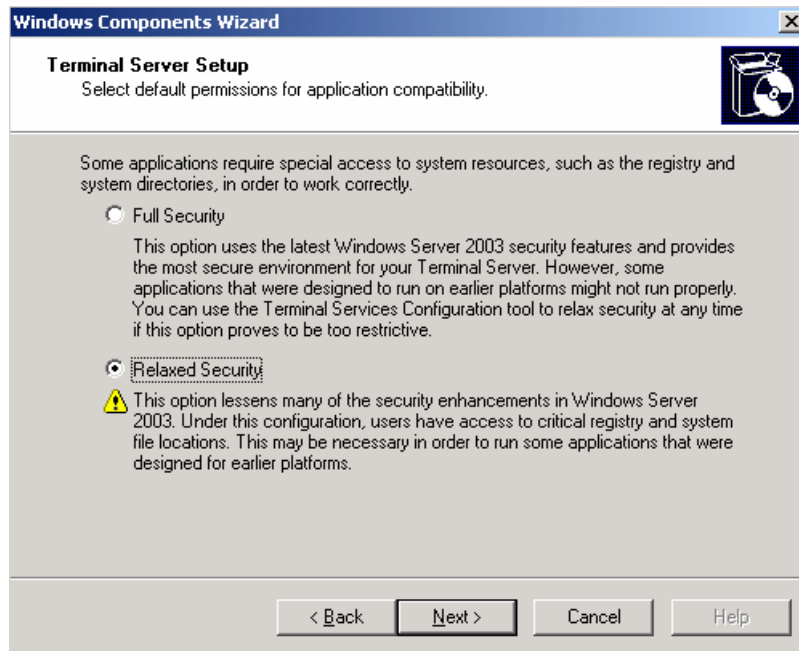 Windows Components Wizard
Terminal Server Setup
Select default permissions for application compatibility.
Some applications require special access to system resources, such as the registry and
system directories, in order to work correctly.
Full Security
This option uses the latest Windows Server 2003 security features and provides
the most secure environment for your Terminal Server. However, some
applications that were designed to run on earlier platforms might not run properly.
You can use the Terminal Services Configuration tool to relax security at any time
if this option proves to be too restrictive.
Relaxed Security
This option lessens many of the security enhancements in Windows Server
2003. Under this configuration, users have access to critical registry and system
file locations. This may be necessary in order to run some applications that were
designed for earlier platforms.
< Back Next > Cancel Help